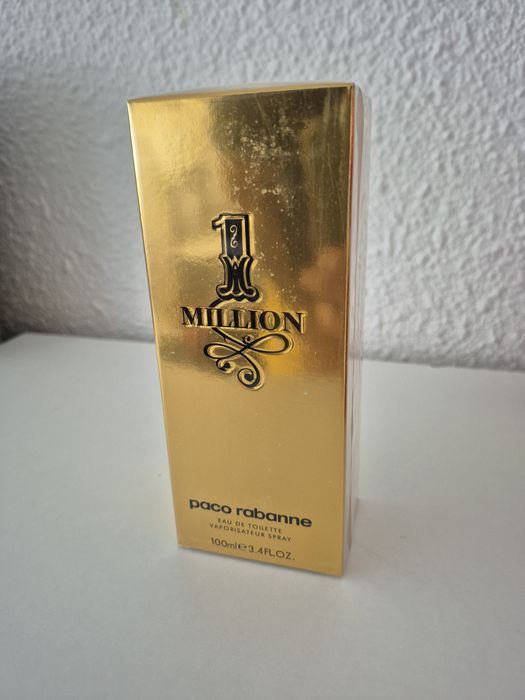 1
MILLION
paco rabanne
EAU DE TOILETTE
VAPORISATEUR SPRAY
100ml℮3.4FL.OZ.